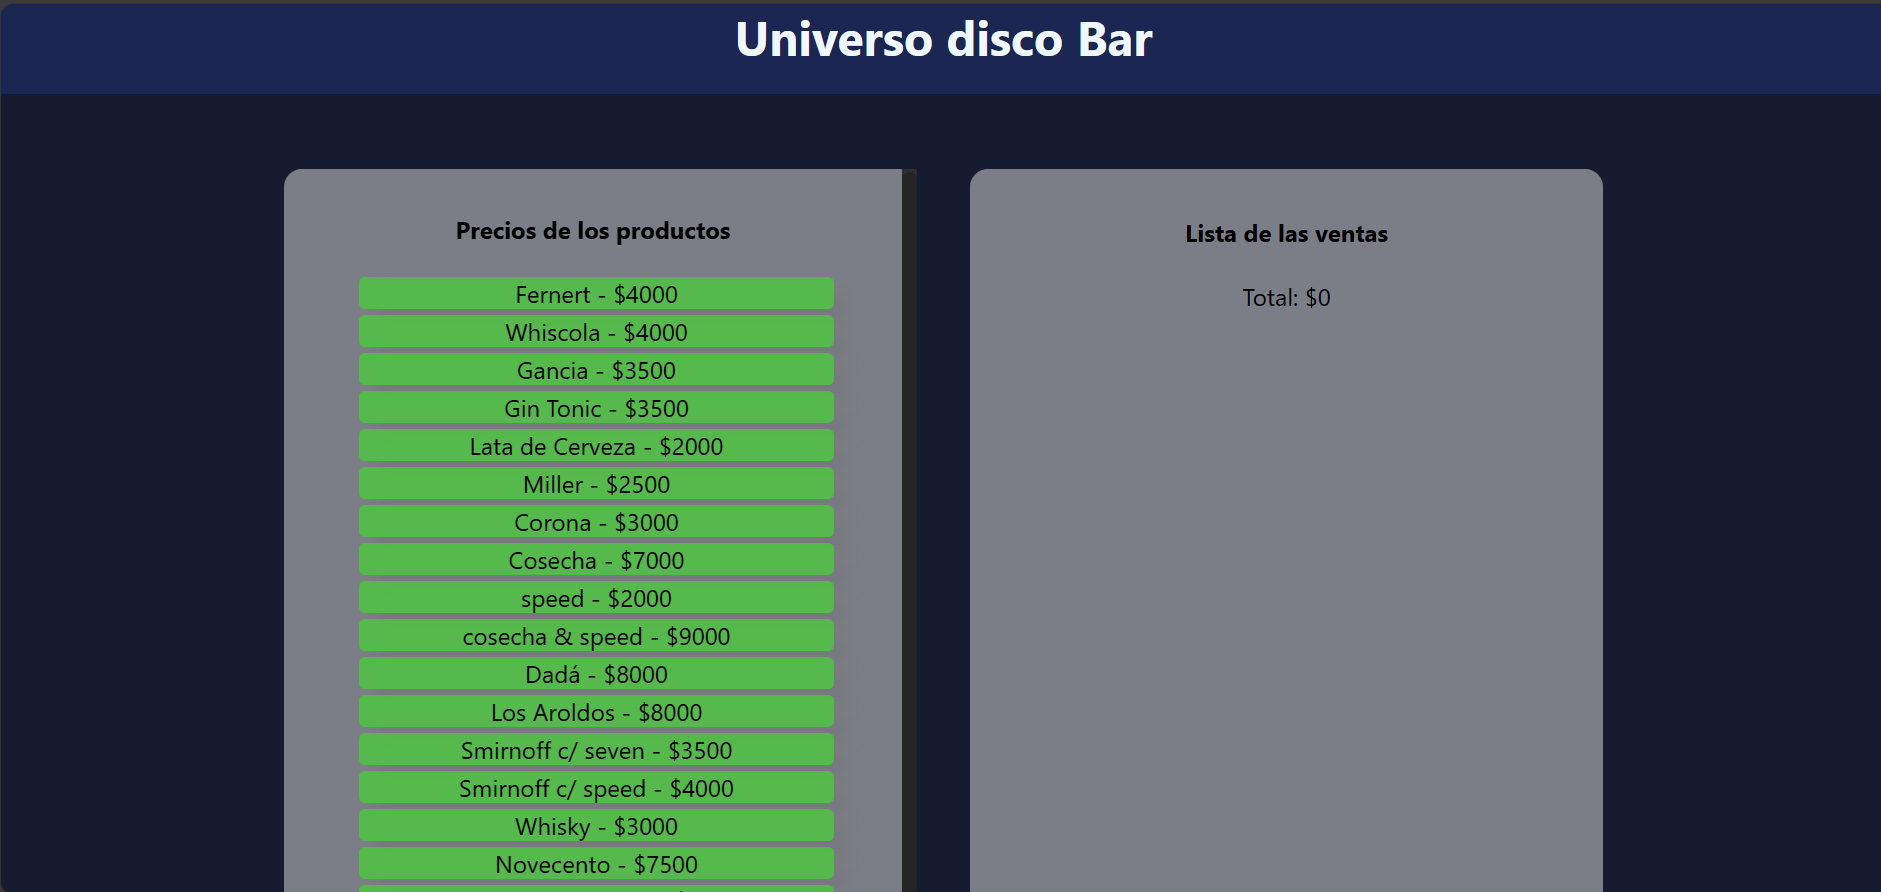 Universo disco Bar
Precios de los productos
Fernert - $4000
Whiscola - $4000
Gancia - $3500
Gin Tonic - $3500
Lata de Cerveza - $2000
Miller - $2500
Corona - $3000
Cosecha - $7000
speed - $2000
cosecha & speed - $9000
Dadá - $8000
Los Aroldos - $8000
Smirnoff c/ seven - $3500
Smirnoff c/ speed - $4000
Whisky - $3000
Novecento - $7500
Lista de las ventas
Total: $0